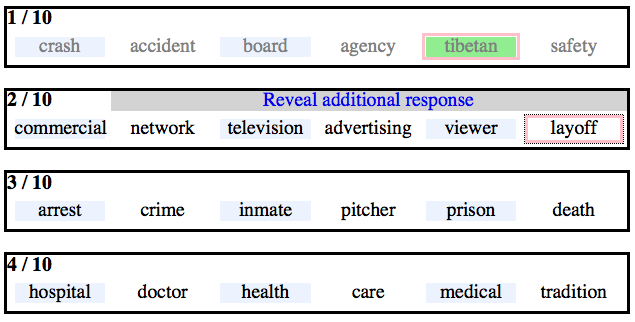 1 / 10
crash accident board agency tibetan safety
2 / 10 Reveal additional response
commercial network television advertising viewer layoff
3 / 10
arrest crime inmate pitcher prison death
4 / 10
hospital doctor health care medical tradition